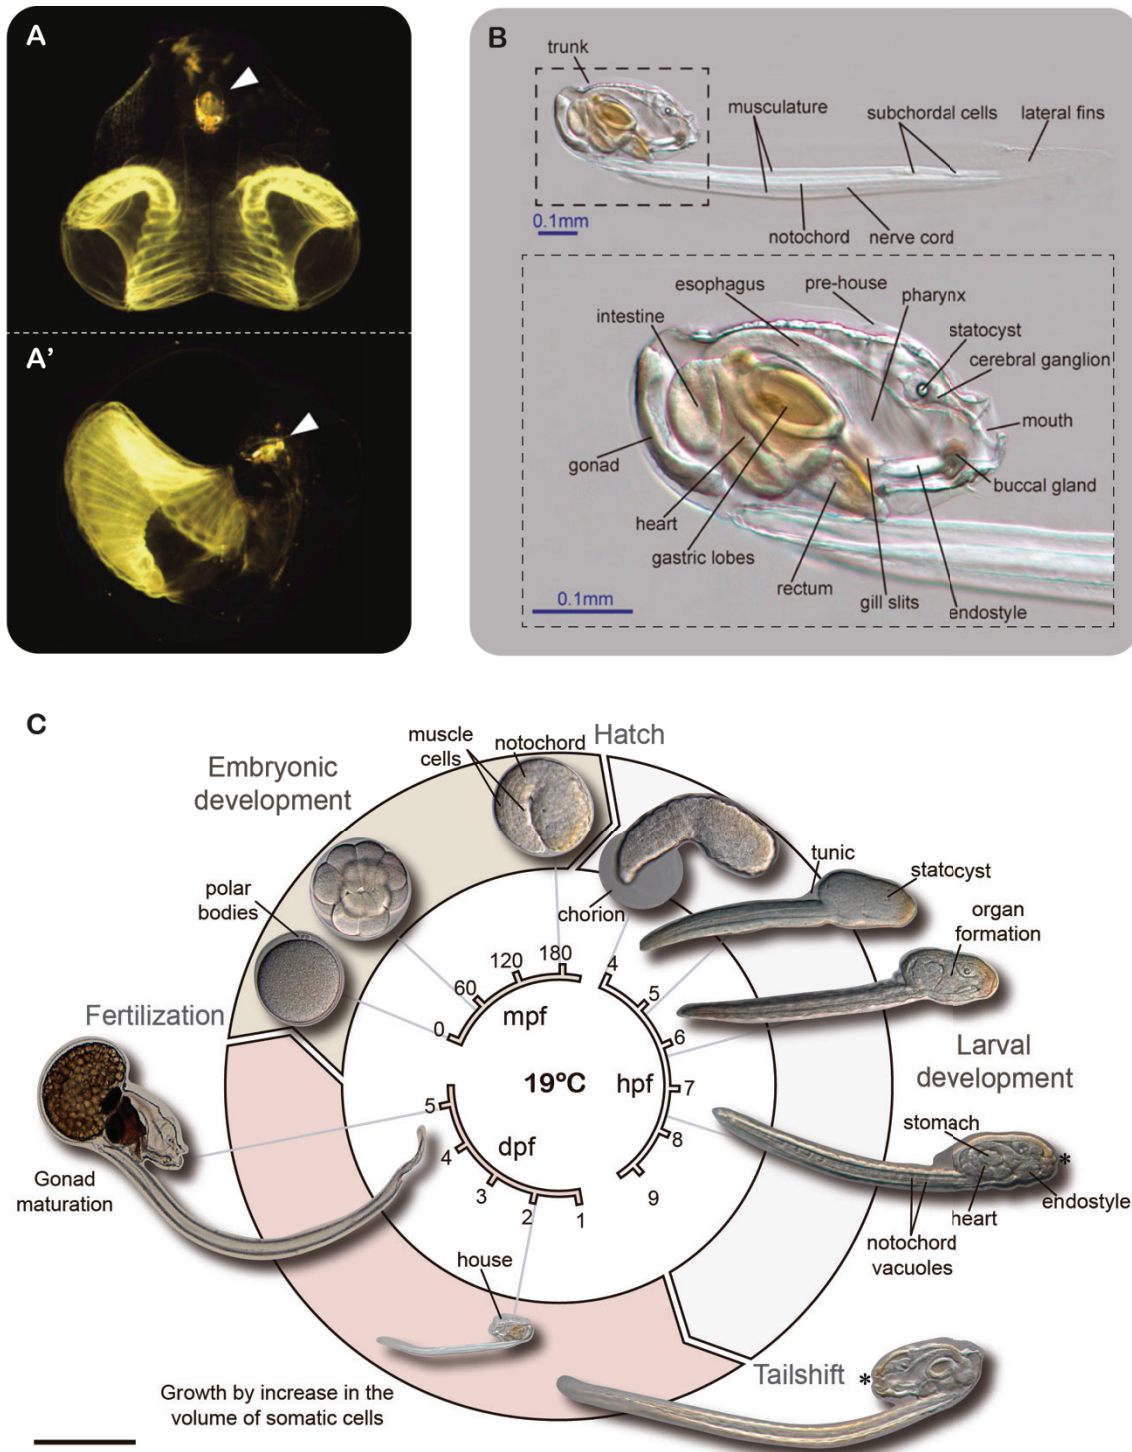 A
A'
B
trunk
musculature
subchordal cells
lateral fins
0.1mm
notochord
nerve cord
esophagus
pre-house
pharynx
intestine
statocyst
cerebral ganglion
mouth
gonad
buccal gland
heart
gastric lobes
rectum
gill slits
endostyle
0.1mm
C
Embryonic
development
muscle
cells
notochord
Hatch
polar
bodies
chorion
tunic
statocyst
organ
formation
Fertilization
0
60
120
180
mpf
4
5
6
7
8
9
hpf
19ºC
Larval
development
5
4
3
2
1
dpf
stomach
*
endostyle
heart
notochord
vacuoles
Gonad
maturation
house
Tailshift
*
Growth by increase in the
volume of somatic cells